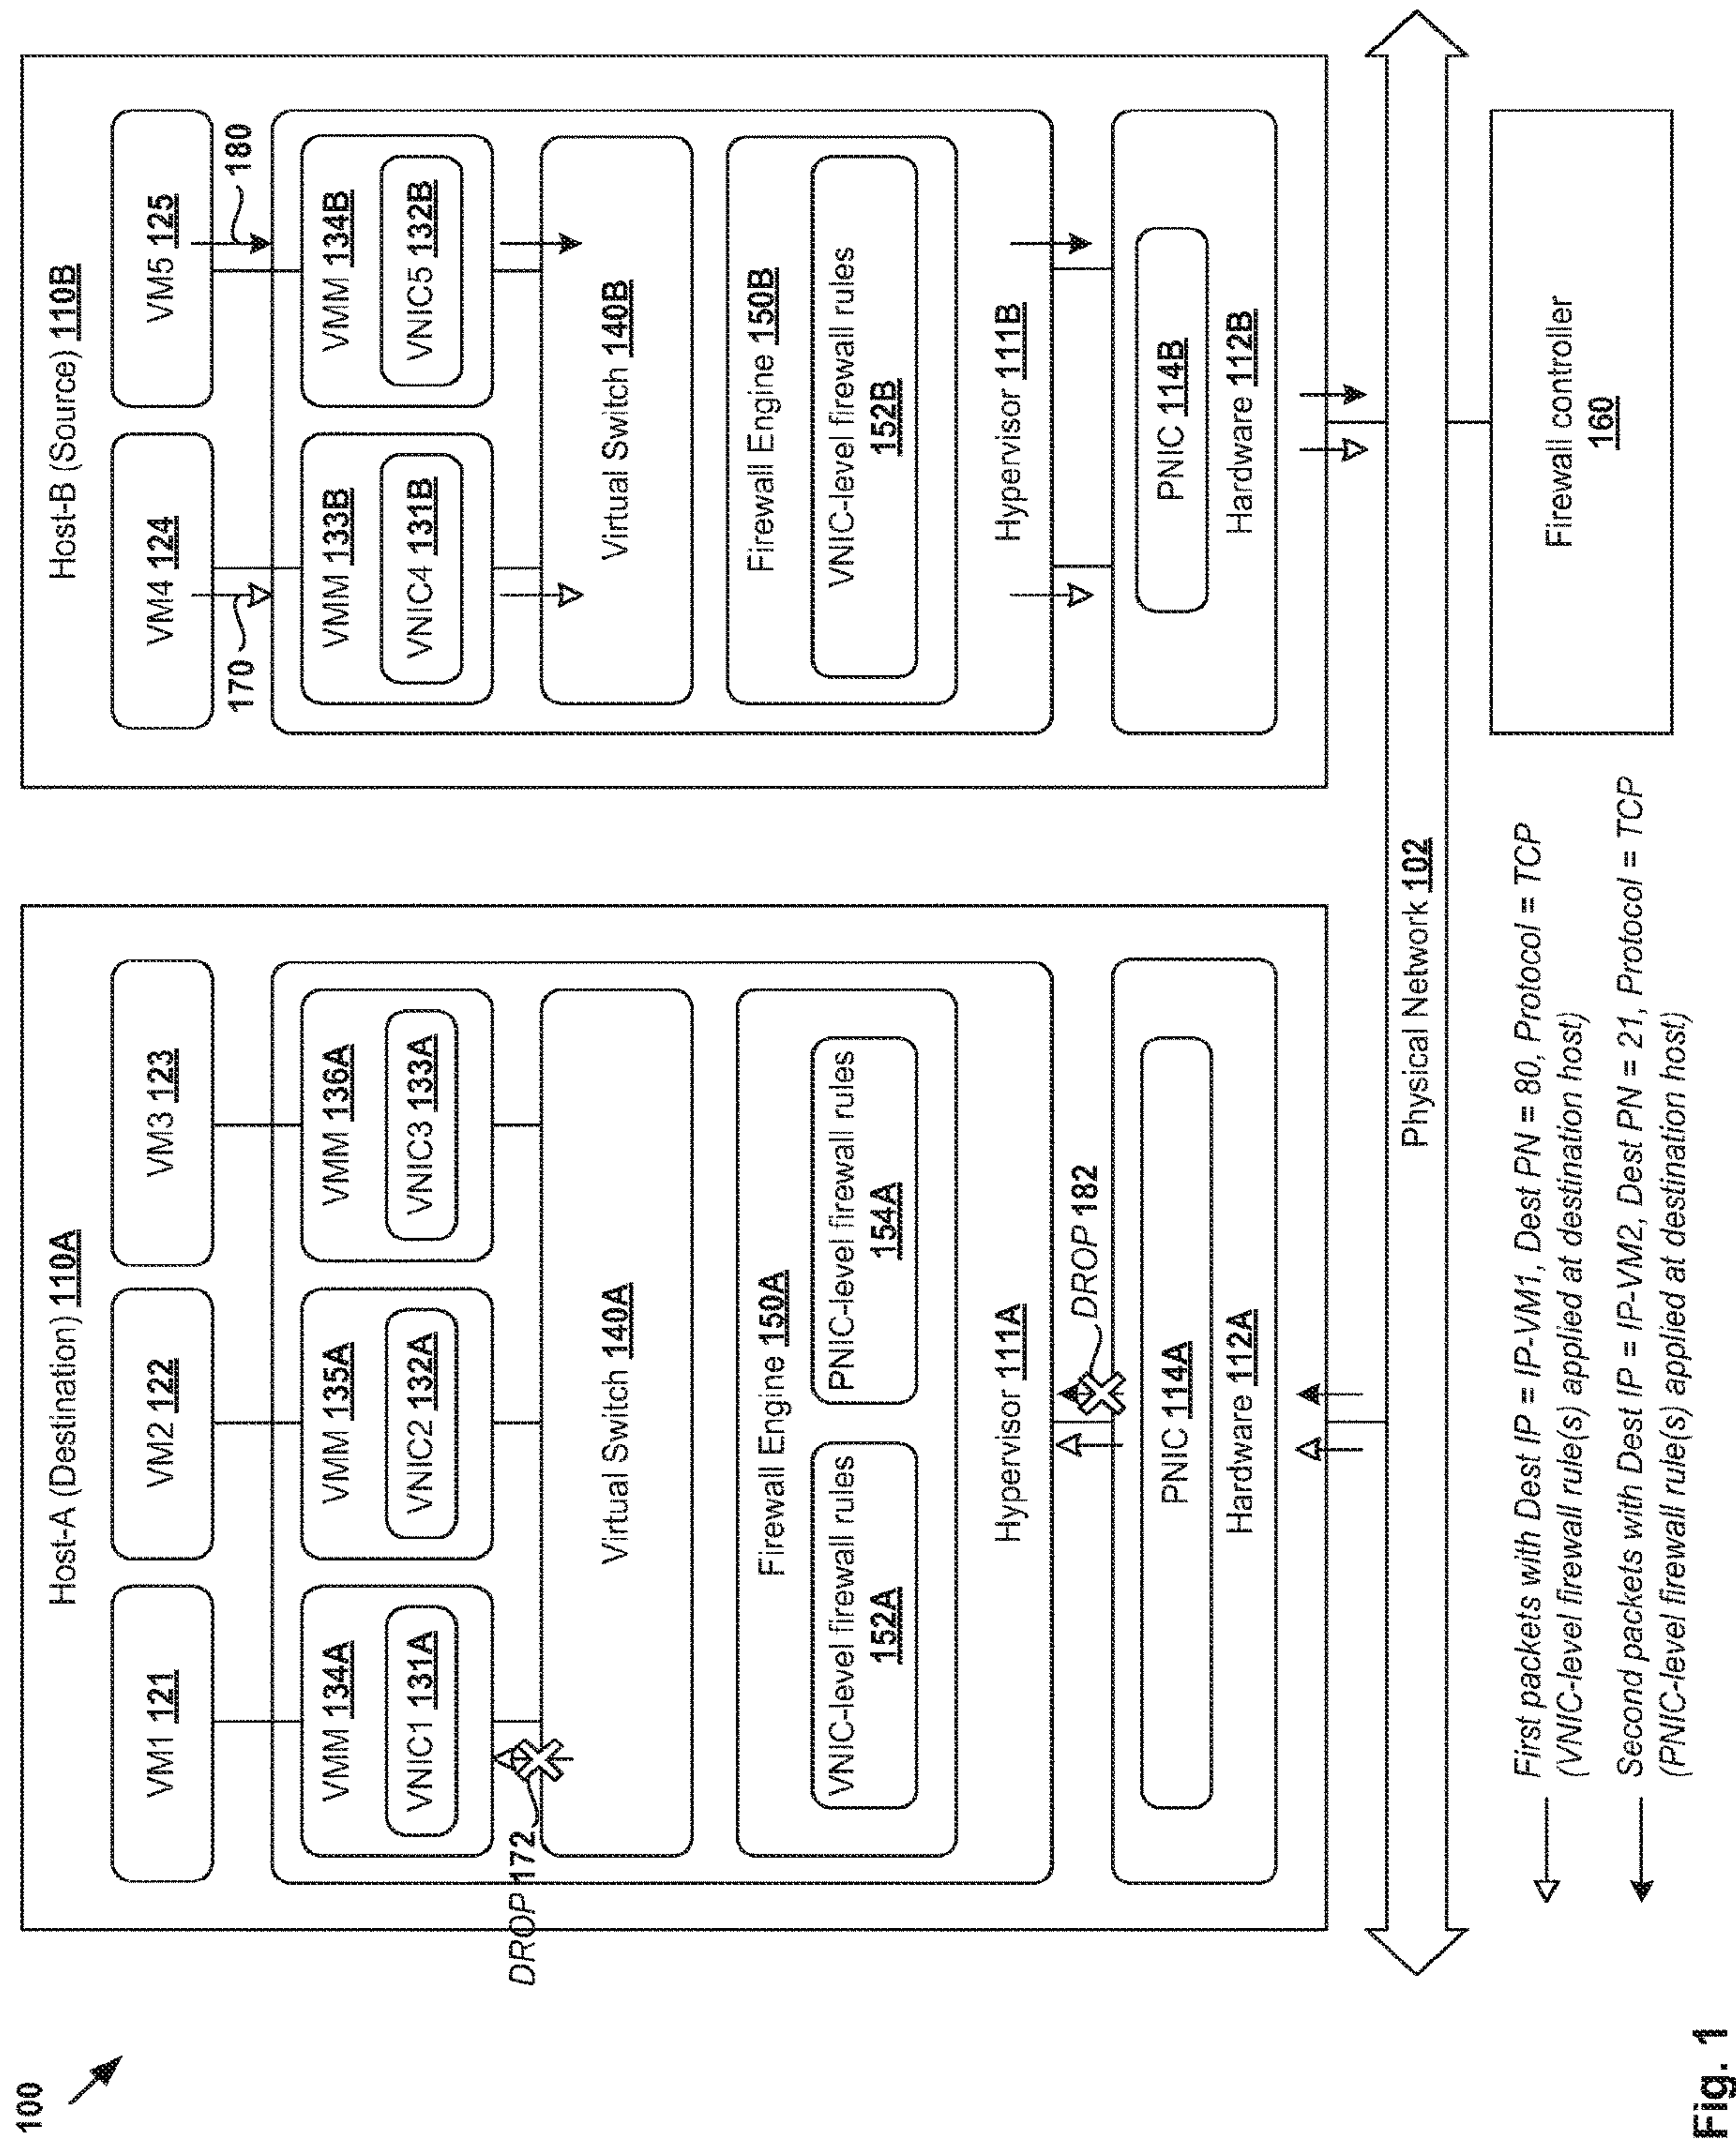 100
Host-A (Destination) 110A
VM1 121
VM2 122
VM3 123
VMM 134A
VNIC1 131A
VMM 135A
VNIC2 132A
VMM 136A
VNIC3 133A
DROP 172
Virtual Switch 140A
Firewall Engine 150A
VNIC-level firewall rules
152A
PNIC-level firewall rules
154A
Hypervisor 111A
DROP 182
PNIC 114A
Hardware 112A
Host-B (Source) 110B
VM4 124
VM5 125
170
180
VMM 133B
VNIC4 131B
VMM 134B
VNIC5 132B
Virtual Switch 140B
Firewall Engine 150B
VNIC-level firewall rules
152B
Hypervisor 111B
PNIC 114B
Hardware 112B
Physical Network 102
First packets with Dest IP = IP-VM1, Dest PN = 80, Protocol = TCP
(VNIC-level firewall rule(s) applied at destination host)
Second packets with Dest IP = IP-VM2, Dest PN = 21, Protocol = TCP
(PNIC-level firewall rule(s) applied at destination host)
Firewall controller
160
Fig. 1